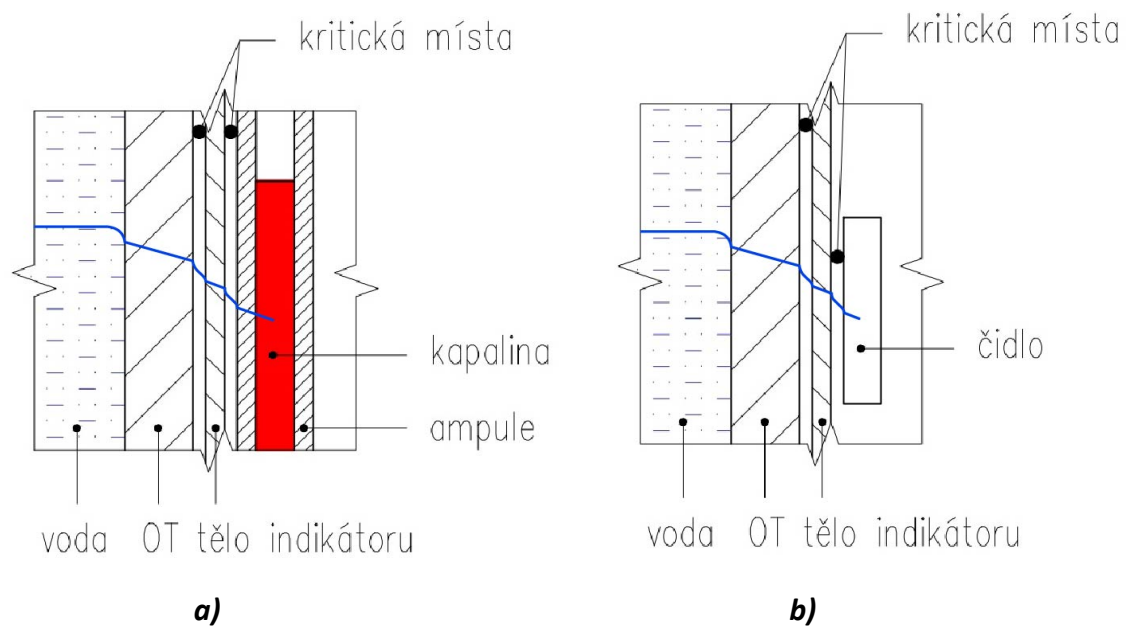 kritická místa
kapalina
ampule
voda OT tělo indikátoru
a)
kritická místa
čidlo
voda OT tělo indikátoru
b)